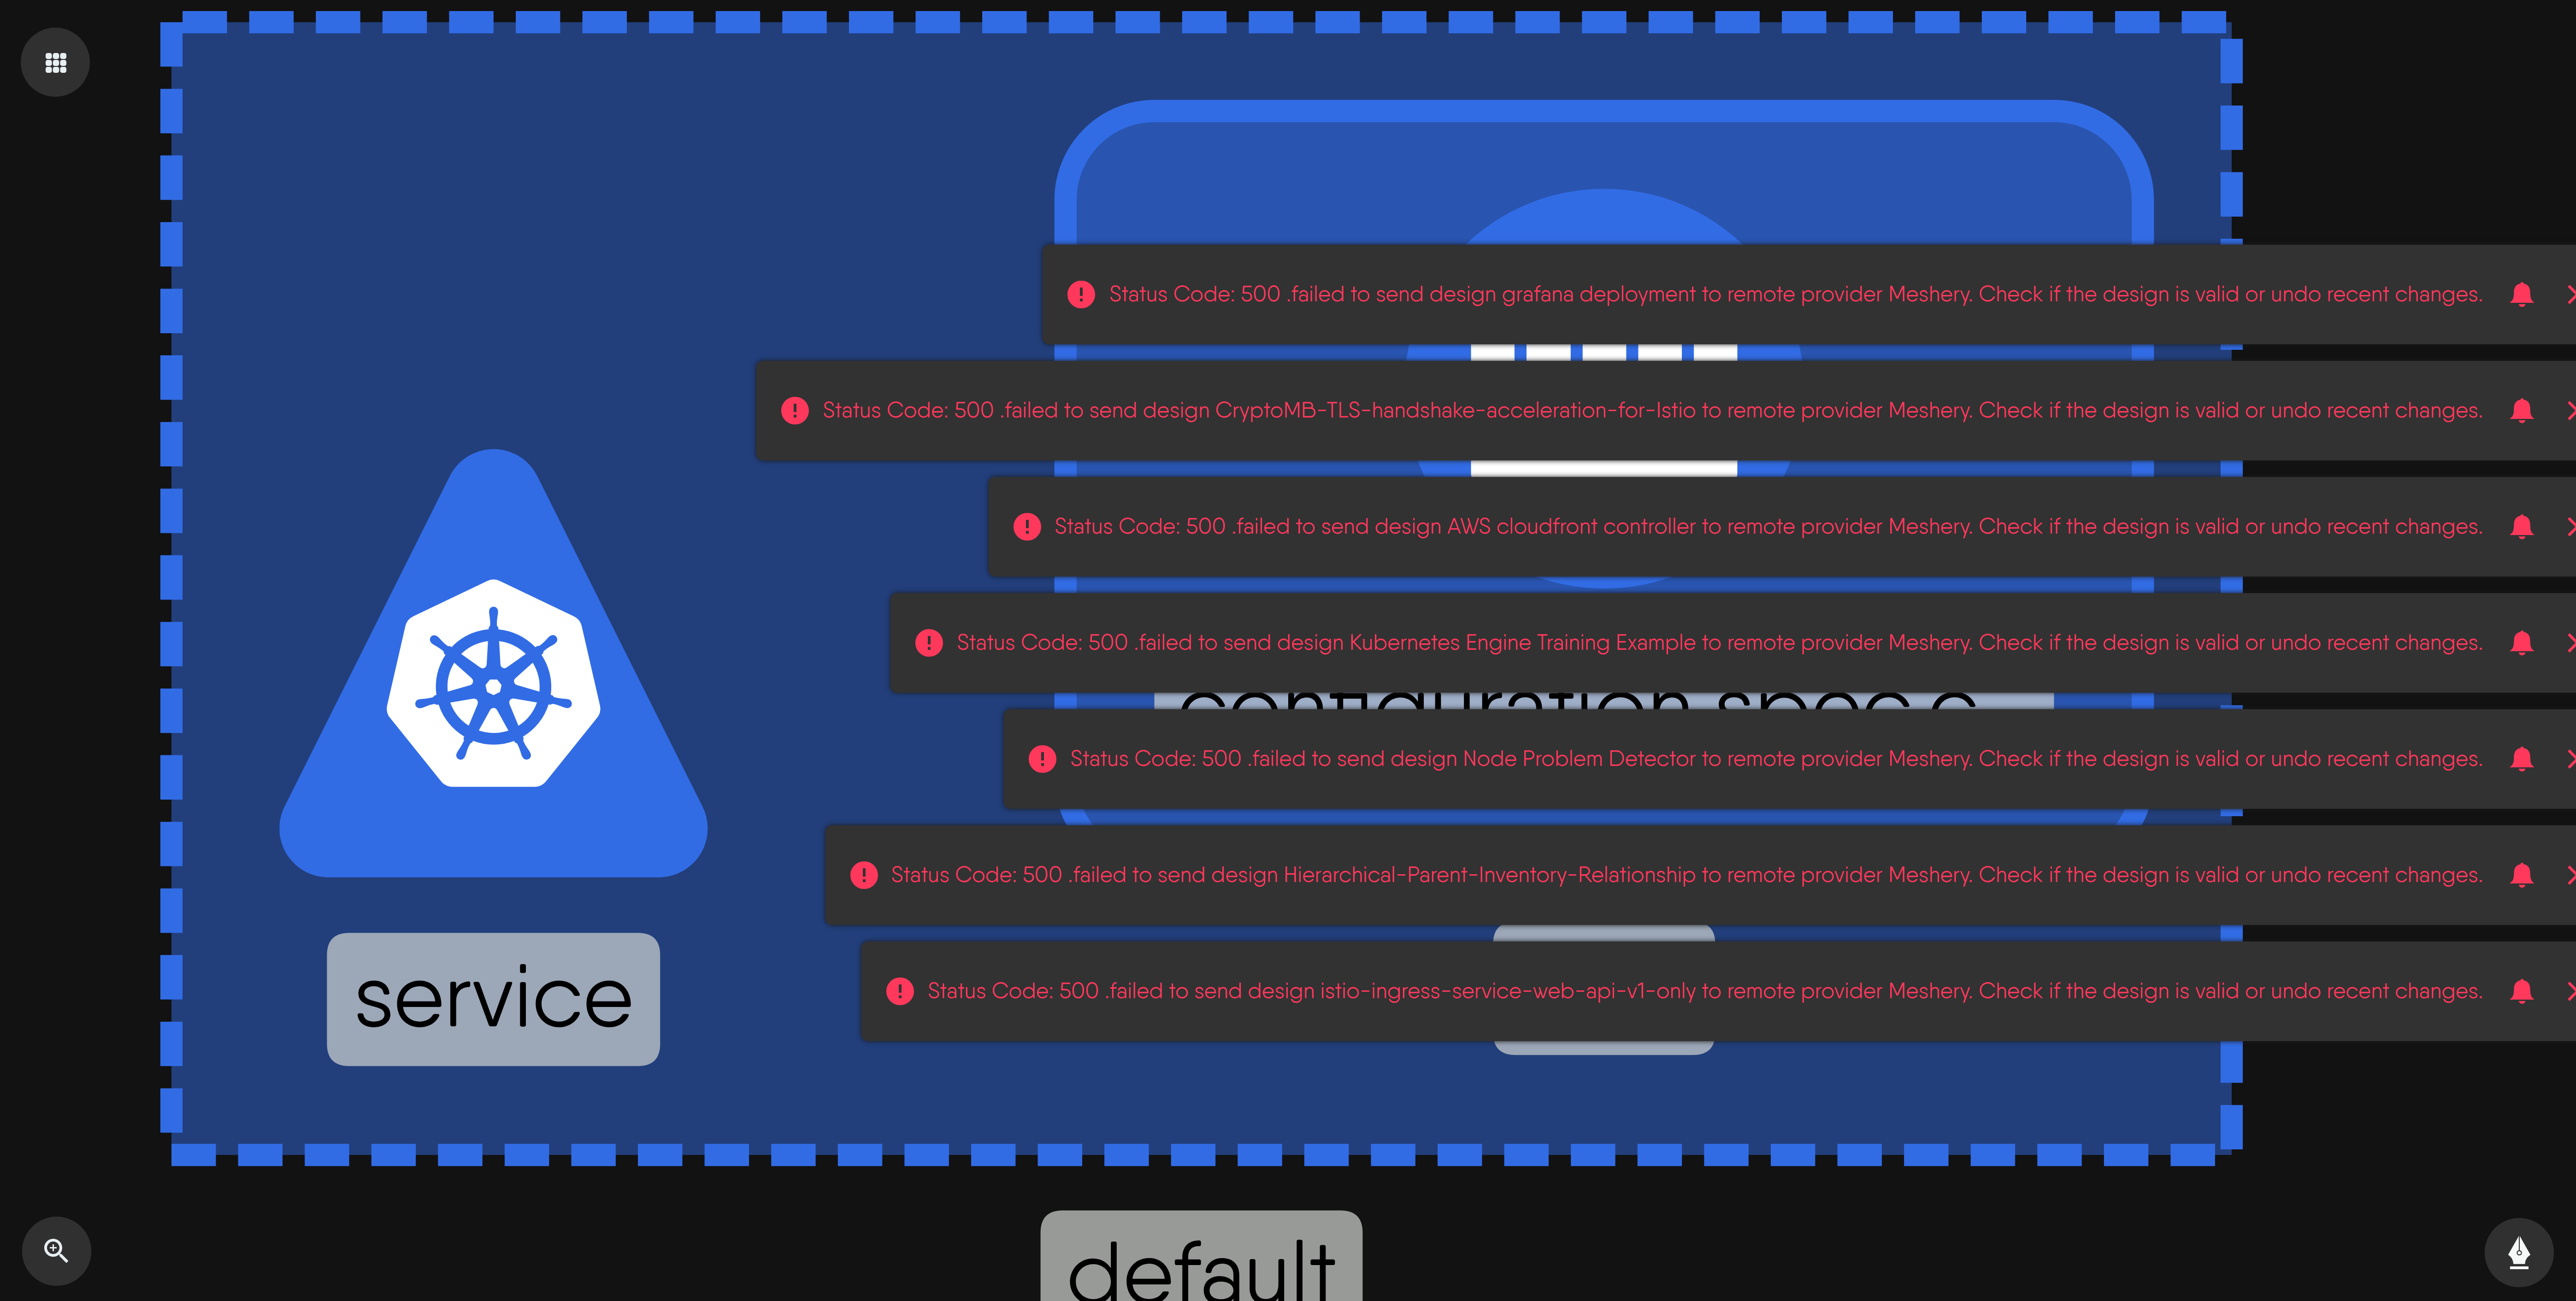 Status Code: 500 .failed to send design grafana deployment to remote provider Meshery. Check if the design is valid or undo recent changes.
Status Code: 500 .failed to send design CryptoMB-TLS-handshake-acceleration-for-Istio to remote provider Meshery. Check if the design is valid or undo recent changes.
Status Code: 500 .failed to send design AWS cloudfront controller to remote provider Meshery. Check if the design is valid or undo recent changes.
Status Code: 500 .failed to send design Kubernetes Engine Training Example to remote provider Meshery. Check if the design is valid or undo recent changes.
Status Code: 500 .failed to send design Node Problem Detector to remote provider Meshery. Check if the design is valid or undo recent changes.
Status Code: 500 .failed to send design Hierarchical-Parent-Inventory-Relationship to remote provider Meshery. Check if the design is valid or undo recent changes.
Status Code: 500 .failed to send design istio-ingress-service-web-api-v1-only to remote provider Meshery. Check if the design is valid or undo recent changes.
service
default